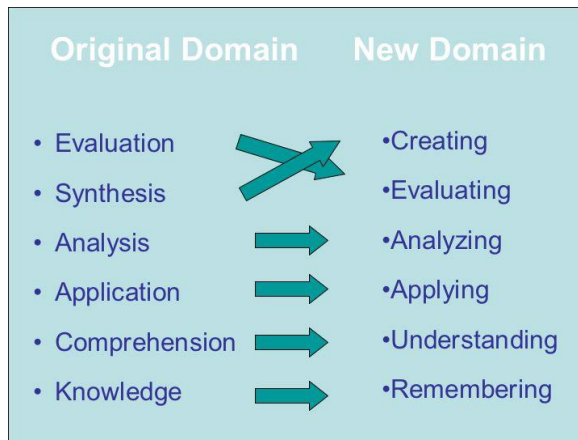 Original Domain
New Domain
• Evaluation
• Synthesis
• Analysis
• Application
• Comprehension
• Knowledge
•Creating
•Evaluating
•Analyzing
•Applying
•Understanding
•Remembering